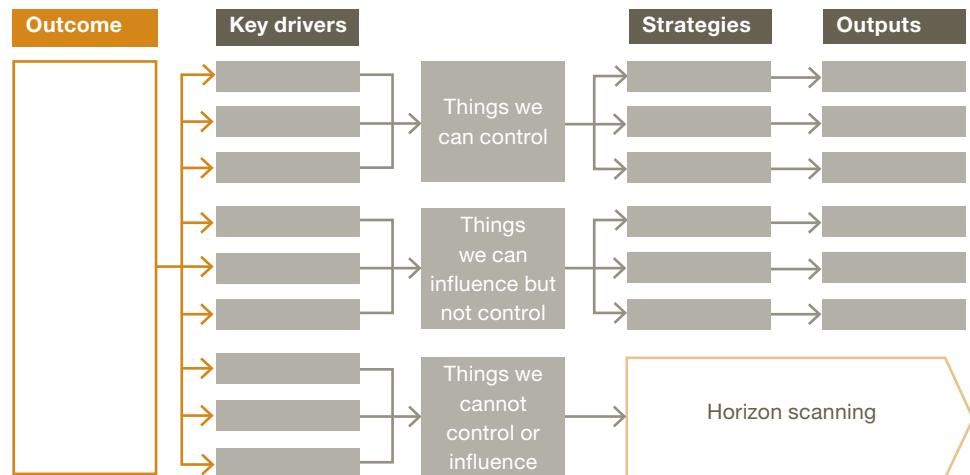 Outcome
Key drivers
Strategies
Outputs
Things we
can control
Things
we can
influence but
not control
Things we
cannot
control or
influence
Horizon scanning